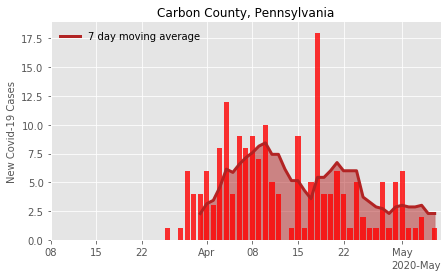 Carbon County, Pennsylvania
7 day moving average
New Covid-19 Cases
17.5
15.0
12.5
10.0
7.5
5.0
2.5
0.0
08 15 22 Apr 08 15 22 May
2020-May